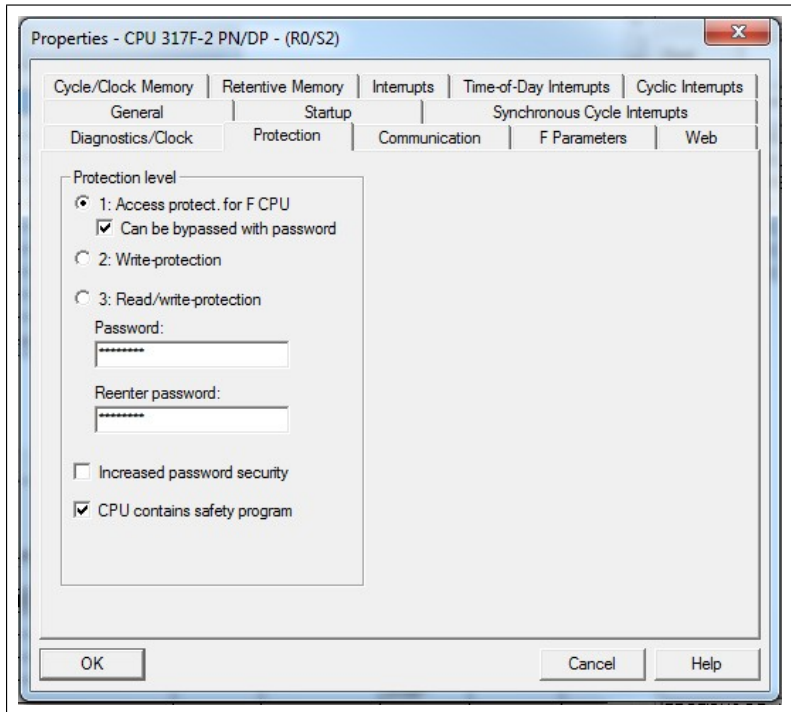 Properties - CPU 317F-2 PN/DP - (R0/S2)
Cycle/Clock Memory Retentive Memory Interrupts Time-of-Day Interrupts Cyclic Interrupts
General Startup Synchronous Cycle Interrupts
Diagnostics/Clock Protection Communication F Parameters Web
Protection level
1: Access protect. for F CPU
Can be bypassed with password
2: Write-protection
3: Read/write-protection
Password:
********
Reenter password:
********
Increased password security
CPU contains safety program
OK Cancel Help